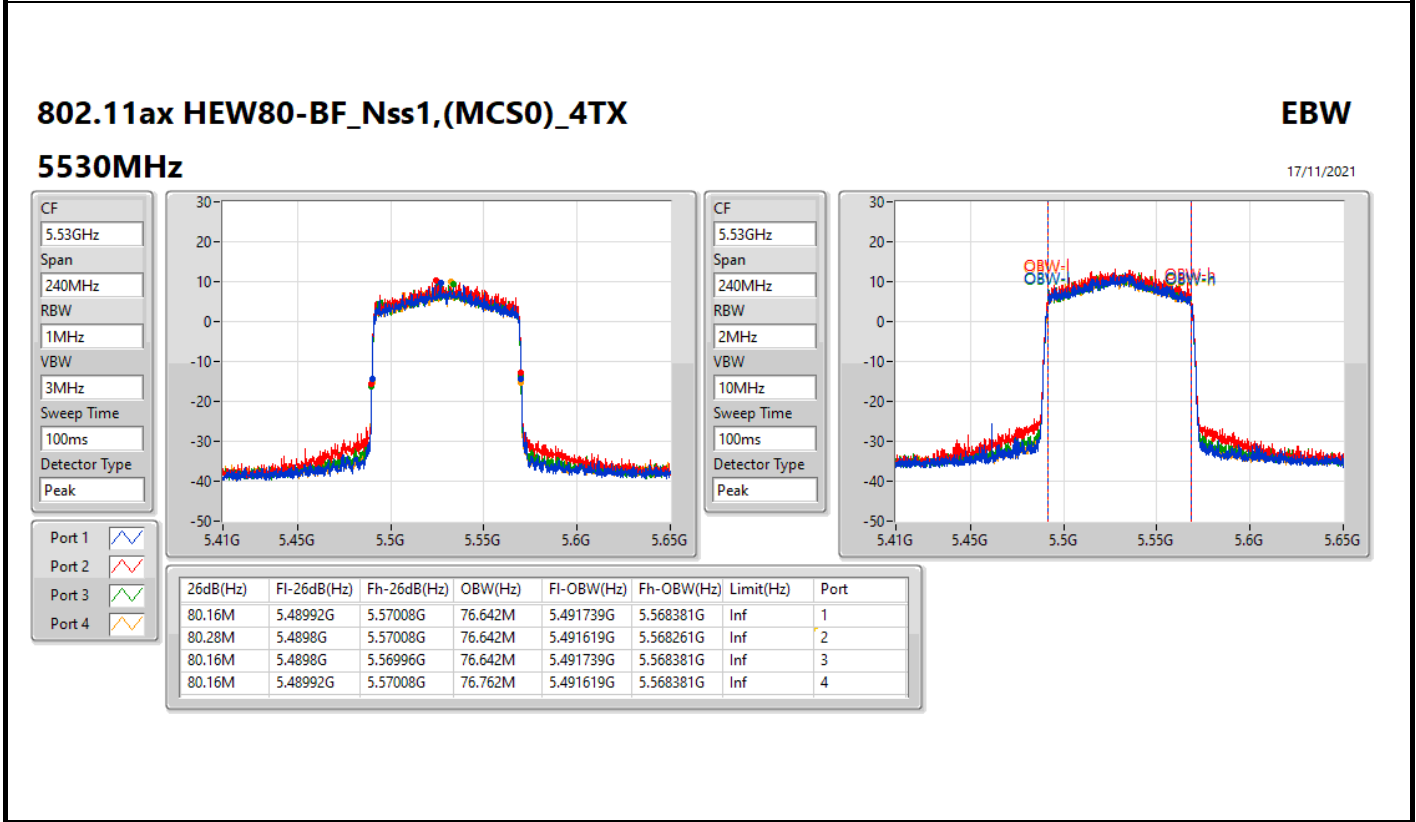 802.11ax HEW80-BF_Nss1,(MCS0)_4TX
EBW
5530MHz
17/11/2021
CF
5.53GHz
Span
240MHz
RBW
1MHz
VBW
3MHz
Sweep Time
100ms
Detector Type
Peak
30
20
10
0
-10
-20
-30
-40
-50
5.41G 5.45G 5.5G 5.55G 5.6G 5.65G
CF
5.53GHz
Span
240MHz
RBW
2MHz
VBW
10MHz
Sweep Time
100ms
Detector Type
Peak
30
20
10
0
-10
-20
-30
-40
-50
OBW-l
OBW-h
5.41G 5.45G 5.5G 5.55G 5.6G 5.65G
Port 1
Port 2
Port 3
Port 4
26dB(Hz) Fl-26dB(Hz) Fh-26dB(Hz) OBW(Hz) Fl-OBW(Hz) Fh-OBW(Hz) Limit(Hz) Port
80.16M 5.48992G 5.57008G 76.642M 5.491739G 5.568381G Inf 1
80.28M 5.4898G 5.57008G 76.642M 5.491619G 5.568261G Inf 2
80.16M 5.4898G 5.56996G 76.642M 5.491739G 5.568381G Inf 3
80.16M 5.48992G 5.57008G 76.762M 5.491619G 5.568381G Inf 4